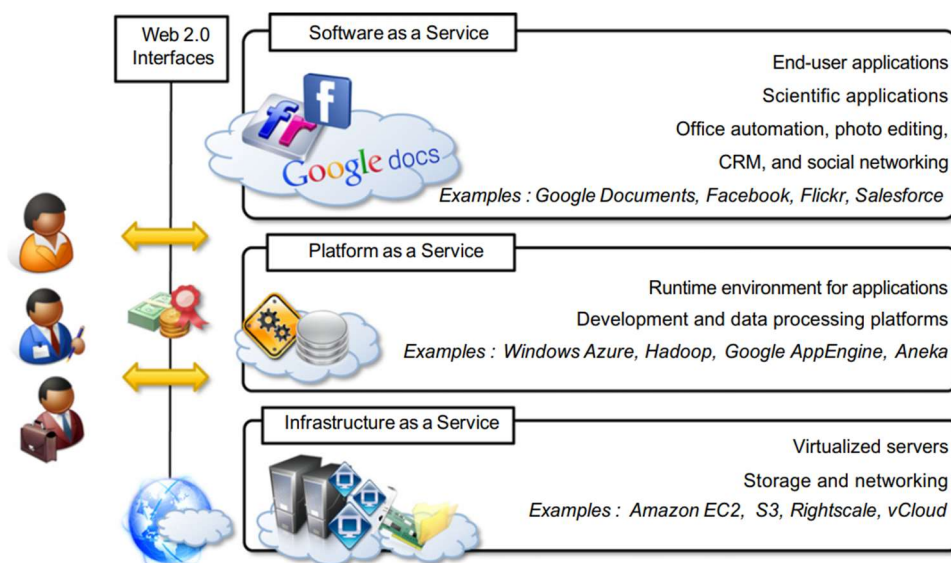 Web 2.0
Interfaces
Software as a Service
End-user applications
Scientific applications
Office automation, photo editing,
CRM, and social networking
Examples : Google Documents, Facebook, Flickr, Salesforce
f
fr
Google docs
Platform as a Service
Runtime environment for applications
Development and data processing platforms
Examples : Windows Azure, Hadoop, Google AppEngine, Aneka
Infrastructure as a Service
Virtualized servers
Storage and networking
Examples : Amazon EC2, S3, Rightscale, vCloud